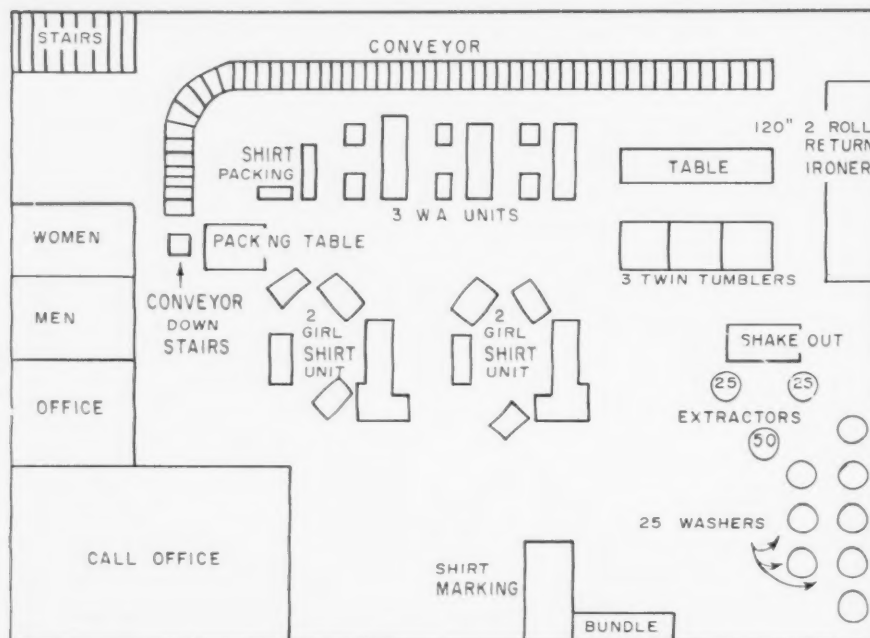 STAIRS
CONVEYOR
120" 2 ROLL
RETURN
IRONER
SHIRT
PACKING
TABLE
3 WA UNITS
WOMEN
PACKING TABLE
3 TWIN TUMBLERS
CONVEYOR
DOWN
STAIRS
MEN
2
GIRL
SHIRT
UNIT
2
GIRL
SHIRT
UNIT
SHAKE OUT
25
25
EXTRACTORS
50
OFFICE
25 WASHERS
CALL OFFICE
SHIRT
MARKING
BUNDLE